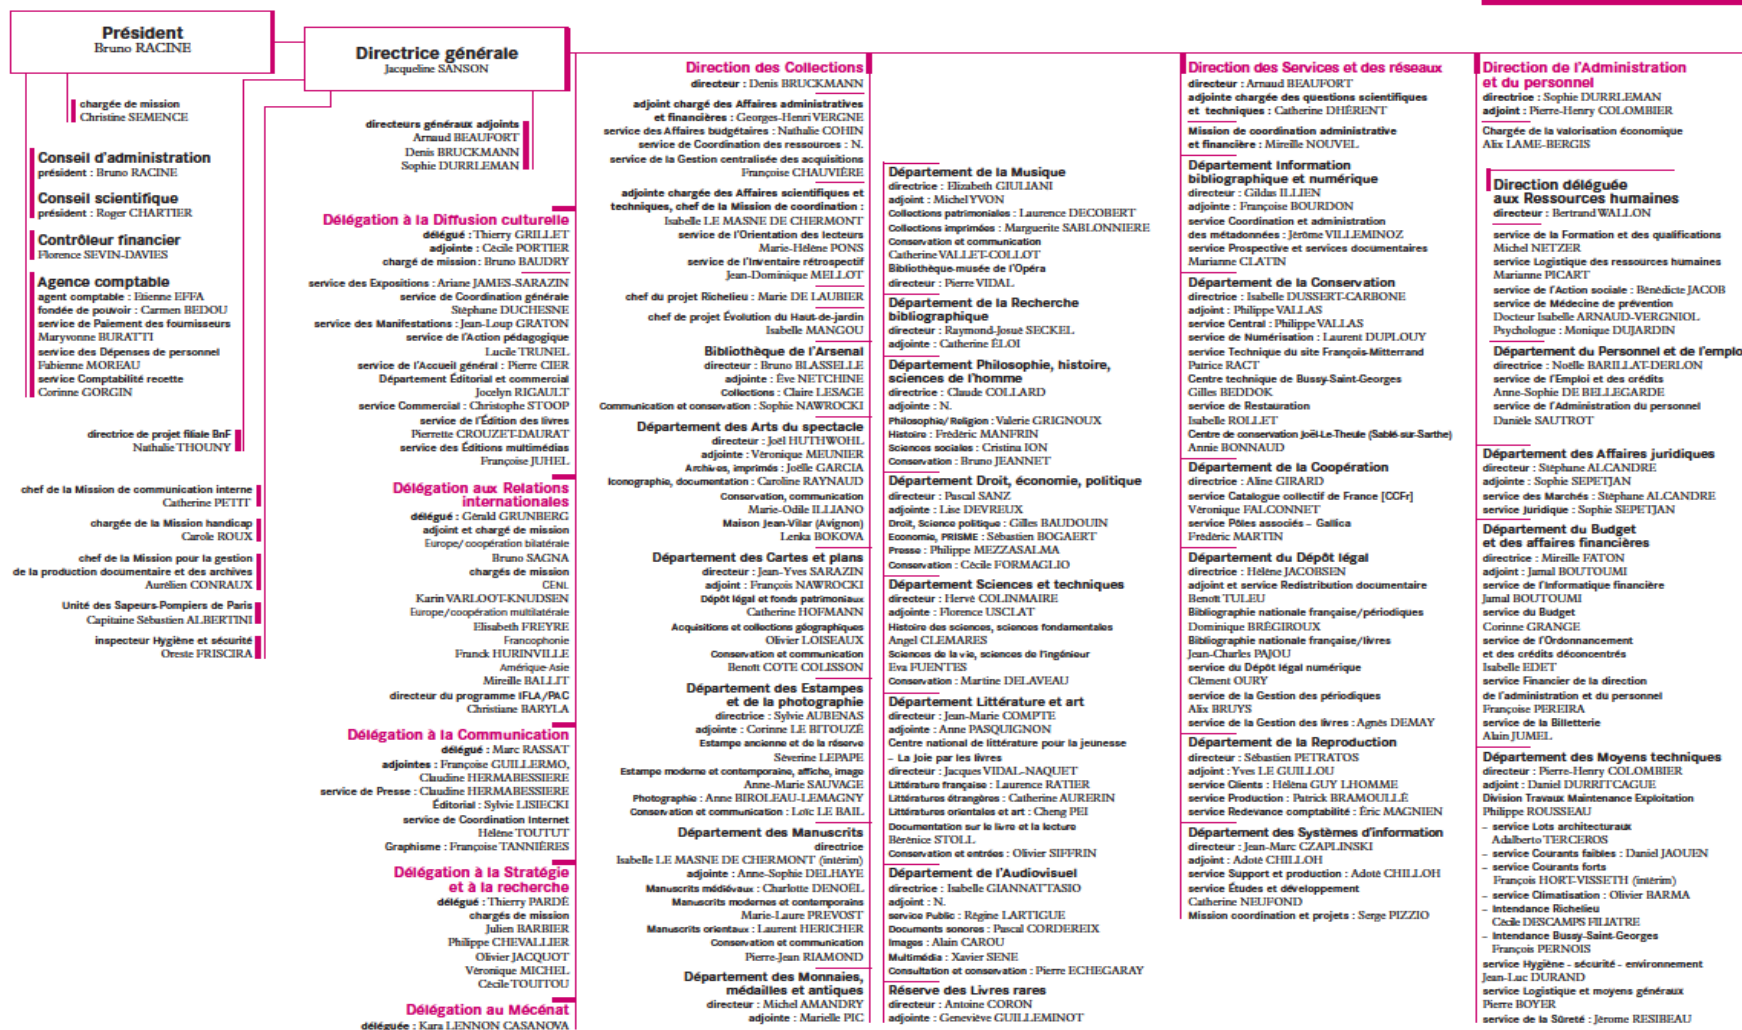 Président
Bruno RACINE
chargée de mission
Christine SEMENCE
Conseil d'administration
président : Bruno RACINE
Conseil scientifique
président : Roger CHARTIER
Contrôleur financier
Florence SEVIN-DAVIES
Agence comptable
agent comptable : Etienne EFFA
fondée de pouvoir : Carmen BEDOU
service de Paiement des fournisseurs
Maryvonne BURATTI
service des Dépenses de personnel
Fabienne MOREAU
service Comptabilité recette
Corinne GORGIN
directrice de projet filiale BnF
Nathalie THOUNY
chef de la Mission de communication interne
Catherine PETIT
chargée de la Mission handicap
Carole ROUX
chef de la Mission pour la gestion
de la production documentaire et des archives
Aurélien CONRAUX
Unité des Sapeurs-Pompiers de Paris
Capitaine Sébastien ALBERTINI
inspecteur Hygiène et sécurité
Oreste FRISCIRA
Directrice générale
Jacqueline SANSON
directeurs généraux adjoints
Arnaud BEAUFORT
Denis BRUCKMANN
Sophie DURRLEMAN
Délégation à la Diffusion culturelle
délégué : Thierry GRILLET
adjointe : Cécile PORTIER
chargé de mission : Bruno BAUDRY
service des Expositions : Ariane JAMES-SARAZIN
service de Coordination générale
Stéphane DUCHESNE
service des Manifestations : Jean-Loup GRATON
service de l'Action pédagogique
Lucile TRUNEL
service de l'Accueil général : Pierre CIER
Département Éditorial et commercial
Jocelyn RIGAULT
service Commercial : Christophe STOOP
service de l'Édition des livres
Pierrette CROUZET-DAURAT
service des Éditions multimédias
Françoise JUHEL
Délégation aux Relations
internationales
délégué : Gérald GRUNBERG
adjoint et chargé de mission
Europe/ coopération bilatérale
Bruno SAGNA
chargés de mission
CENL
Karin VARLOOT-KNUDSEN
Europe/coopération multilatérale
Elisabeth FREYRE
Francophonie
Franck HURINVILLE
Amérique-Asie
Mireille BALLIT
directeur du programme IFLA/PAC
Christiane BARYLA
Délégation à la Communication
délégué : Marc RASSAT
adjointes : Françoise GUILLERMO,
Claudine HERMABESSIERE
service de Presse : Claudine HERMABESSIERE
Éditorial : Sylvie LISIECKI
service de Coordination Internet
Hélène TOUTUT
Graphisme : Françoise TANNIÈRES
Délégation à la Stratégie
et à la recherche
délégué : Thierry PARDÉ
chargés de mission
Julien BARBIER
Philippe CHEVALLIER
Olivier JACQUOT
Véronique MICHEL
Cécile TOUITOU
Délégation au Mécénat
déléguée : Kara LENNON CASANOVA
Direction des Collections
directeur : Denis BRUCKMANN
adjoint chargé des Affaires administratives
et financières : Georges-Henri VERGNE
service des Affaires budgétaires : Nathalie COHIN
service de Coordination des ressources : N.
service de la Gestion centralisée des acquisitions
Françoise CHAUVIÈRE
adjointe chargée des Affaires scientifiques et
techniques, chef de la Mission de coordination :
Isabelle LE MASNE DE CHERMONT
service de l'Orientation des lecteurs
Marie-Hélène PONS
service de l'Inventaire rétrospectif
Jean-Dominique MELLOT
chef du projet Richelieu : Marie DE LAUBIER
chef de projet Évolution du Haut-de-jardin
Isabelle MANGOU
Bibliothèque de l'Arsenal
directeur : Bruno BLASSELLE
adjointe : Ève NETCHINE
Collections : Claire LESAGE
Communication et conservation : Sophie NAWROCKI
Département des Arts du spectacle
directeur : Joël HUTHWOHL
adjointe : Véronique MEUNIER
Archives, imprimés : Joëlle GARCIA
Iconographie, documentation : Caroline RAYNAUD
Conservation, communication
Marie-Odile ILLIANO
Maison Jean-Vilar (Avignon)
Lenka BOKOVA
Département des Cartes et plans
directeur : Jean-Yves SARAZIN
adjoint : François NAWROCKI
Dépôt légal et fonds patrimoniaux
Catherine HOFMANN
Acquisitions et collections géographiques
Olivier LOISEAUX
Conservation et communication
Benoît COTE COLISSON
Département des Estampes
et de la photographie
directrice : Sylvie AUBENAS
adjointe : Corinne LE BITOUZÉ
Estampe ancienne et de la réserve
Séverine LEPAPE
Estampe moderne et contemporaine, affiche, image
Anne-Marie SAUVAGE
Photographie : Anne BIROLEAU-LEMAGNY
Conservation et communication : Loïc LE BAIL
Département des Manuscrits
directrice
Isabelle LE MASNE DE CHERMONT (intérim)
adjointe : Anne-Sophie DELHAYE
Manuscrits médiévaux : Charlotte DENOËL
Manuscrits modernes et contemporains
Marie-Laure PREVOST
Manuscrits orientaux : Laurent HERICHER
Conservation et communication
Pierre-Jean RIAMOND
Département des Monnaies,
médailles et antiques
directeur : Michel AMANDRY
adjointe : Marielle PIC
Département de la Musique
directrice : Elizabeth GIULIANI
adjoint : Michel YVON
Collections patrimoniales : Laurence DECOBERT
Collections imprimées : Marguerite SABLONNIERE
Conservation et communication
Catherine VALLET-COLLOT
Bibliothèque-musée de l'Opéra
directeur : Pierre VIDAL
Département de la Recherche
bibliographique
directeur : Raymond-Josué SECKEL
adjointe : Catherine ÉLOI
Département Philosophie, histoire,
sciences de l'homme
directrice : Claude COLLARD
adjointe : N.
Philosophie/ Religion : Valerie GRIGNOUX
Histoire : Frédéric MANFRIN
Sciences sociales : Cristina ION
Conservation : Bruno JEANNET
Département Droit, économie, politique
directeur : Pascal SANZ
adjointe : Lise DEVREUX
Droit, Science politique : Gilles BAUDOUIN
Economie, PRISME : Sébastien BOGAERT
Presse : Philippe MEZZASALMA
Conservation : Cécile FORMAGLIO
Département Sciences et techniques
directeur : Hervé COLINMAIRE
adjointe : Florence USCLAT
Histoire des sciences, sciences fondamentales
Angel CLEMARES
Sciences de la vie, sciences de l'ingénieur
Eva FUENTES
Conservation : Martine DELAVEAU
Département Littérature et art
directeur : Jean-Marie COMPTE
adjointe : Anne PASQUIGNON
Centre national de littérature pour la jeunesse
– La Joie par les livres
directeur : Jacques VIDAL-NAQUET
Littérature française : Laurence RATIER
Littératures étrangères : Catherine AURERIN
Littératures orientales et art : Cheng PEI
Documentation sur le livre et la lecture
Bérénice STOLL
Conservation et entrées : Olivier SIFFRIN
Département de l'Audiovisuel
directrice : Isabelle GIANNATTASIO
adjoint : N.
service Public : Régine LARTIGUE
Documents sonores : Pascal CORDEREIX
Images : Alain CAROU
Multimédia : Xavier SENE
Consultation et conservation : Pierre ECHEGARAY
Réserve des Livres rares
directeur : Antoine CORON
adjointe : Geneviève GUILLEMINOT
Direction des Services et des réseaux
directeur : Arnaud BEAUFORT
adjointe chargée des questions scientifiques
et techniques : Catherine DHÉRENT
Mission de coordination administrative
et financière : Mireille NOUVEL
Département Information
bibliographique et numérique
directeur : Gildas ILLIEN
adjointe : Françoise BOURDON
service Coordination et administration
des métadonnées : Jérôme VILLEMINOZ
service Prospective et services documentaires
Marianne CLATIN
Département de la Conservation
directrice : Isabelle DUSSERT-CARBONE
adjoint : Philippe VALLAS
service Central : Philippe VALLAS
service de Numérisation : Laurent DUPLOUY
service Technique du site François-Mitterrand
Patrice RACT
Centre technique de Bussy-Saint-Georges
Gilles BEDDOK
service de Restauration
Isabelle ROLLET
Centre de conservation Joël-Le-Theule (Sablé-sur-Sarthe)
Annie BONNAUD
Département de la Coopération
directrice : Aline GIRARD
service Catalogue collectif de France [CCFr]
Véronique FALCONNET
service Pôles associés – Gallica
Frédéric MARTIN
Département du Dépôt légal
directrice : Hélène JACOBSEN
adjoint et service Redistribution documentaire
Benoît TULEU
Bibliographie nationale française/périodiques
Dominique BRÉGIROUX
Bibliographie nationale française/livres
Jean-Charles PAJOU
service du Dépôt légal numérique
Clément OURY
service de la Gestion des périodiques
Alix BRUYS
service de la Gestion des livres : Agnès DEMAY
Département de la Reproduction
directeur : Sébastien PETRATOS
adjoint : Yves LE GUILLOU
service Clients : Héléna GUY LHOMME
service Production : Patrick BRAMOULLÉ
service Redevance comptabilité : Éric MAGNIEN
Département des Systèmes d'information
directeur : Jean-Marc CZAPLINSKI
adjoint : Adoté CHILLOH
service Support et production : Adoté CHILLOH
service Études et développement
Catherine NEUFOND
Mission coordination et projets : Serge PIZZIO
Direction de l'Administration
et du personnel
directrice : Sophie DURRLEMAN
adjoint : Pierre-Henry COLOMBIER
Chargée de la valorisation économique
Alix LAME-BERGIS
Direction déléguée
aux Ressources humaines
directeur : Bertrand WALLON
service de la Formation et des qualifications
Michel NETZER
service Logistique des ressources humaines
Marianne PICART
service de l'Action sociale : Bénédicte JACOB
service de Médecine de prévention
Docteur Isabelle ARNAUD-VERGNIOL
Psychologue : Monique DUJARDIN
Département du Personnel et de l'emplo
directrice : Noëlle BARILLAT-DERLON
service de l'Emploi et des crédits
Anne-Sophie DE BELLEGARDE
service de l'Administration du personnel
Danièle SAUTROT
Département des Affaires juridiques
directeur : Stéphane ALCANDRE
adjointe : Sophie SEPETJAN
service des Marchés : Stéphane ALCANDRE
service Juridique : Sophie SEPETJAN
Département du Budget
et des affaires financières
directrice : Mireille FATON
adjoint : Jamal BOUTOUMI
service de l'Informatique financière
Jamal BOUTOUMI
service du Budget
Corinne GRANGE
service de l'Ordonnancement
et des crédits déconcentrés
Isabelle EDET
service Financier de la direction
de l'administration et du personnel
Françoise PEREIRA
service de la Billetterie
Alain JUMEL
Département des Moyens techniques
directeur : Pierre-Henry COLOMBIER
adjoint : Daniel DURRITCAGUE
Division Travaux Maintenance Exploitation
Philippe ROUSSEAU
– service Lots architecturaux
Adalberto TERCEROS
– service Courants faibles : Daniel JAOUEN
– service Courants forts
François HORT-VISSETH (intérim)
– service Climatisation : Olivier BARMA
– Intendance Richelieu
Cécile DESCAMPS FILIATRE
– Intendance Bussy-Saint-Georges
François PERNOIS
service Hygiène - sécurité - environnement
Jean-Luc DURAND
service Logistique et moyens généraux
Pierre BOYER
service de la Sûreté : Jérome RESIBEAU